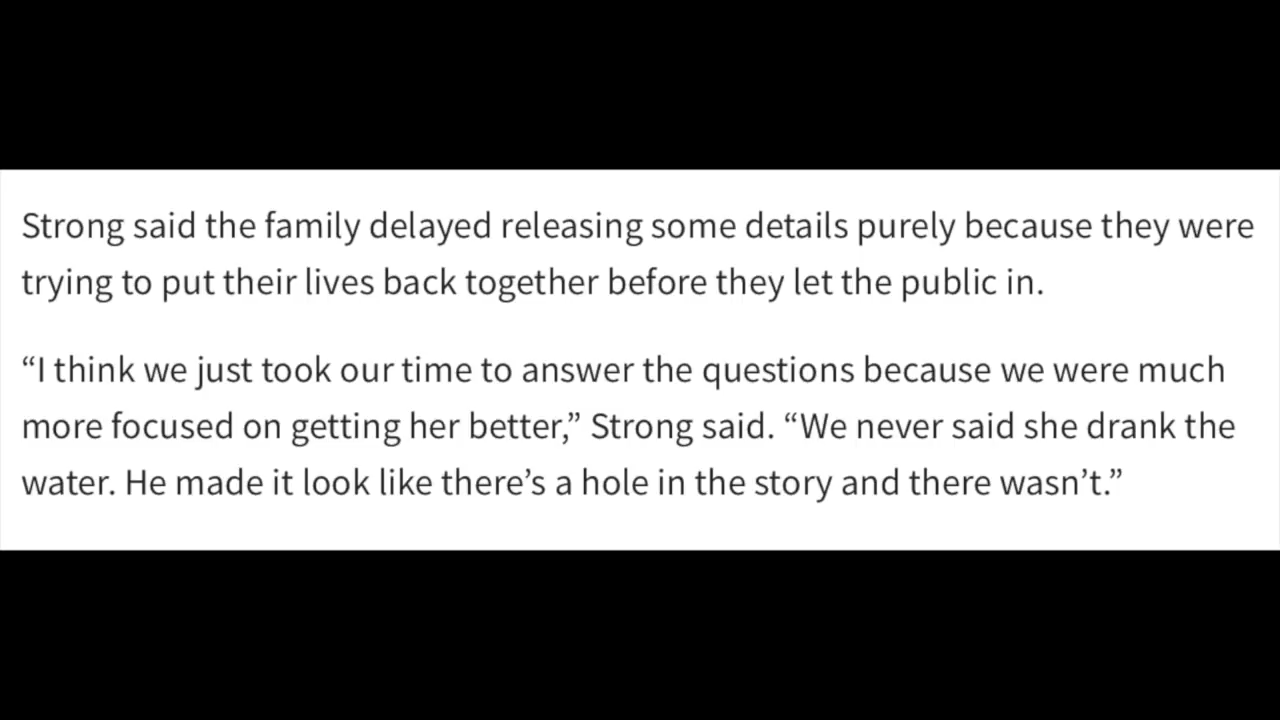 Strong said the family delayed releasing some details purely because they were
trying to put their lives back together before they let the public in.
“I think we just took our time to answer the questions because we were much
more focused on getting her better,” Strong said. “We never said she drank the
water. He made it look like there’s a hole in the story and there wasn’t.”